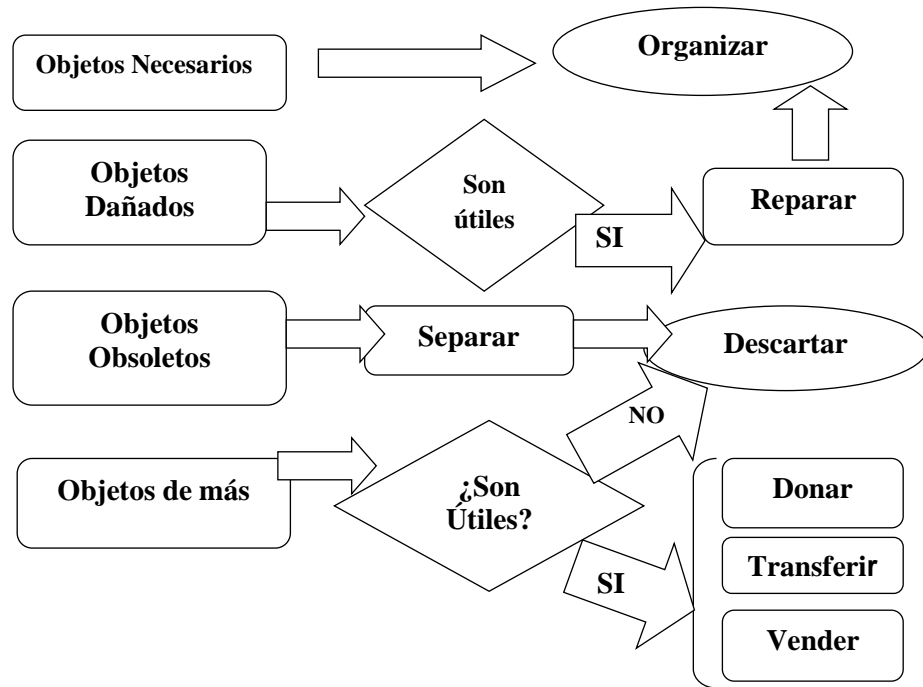 Objetos Necesarios
Organizar
Objetos
Dañados
Son
útiles
SI
Reparar
Objetos
Obsoletos
Separar
Descartar
NO
Objetos de más
¿Son
Útiles?
SI
Donar
Transferir
Vender